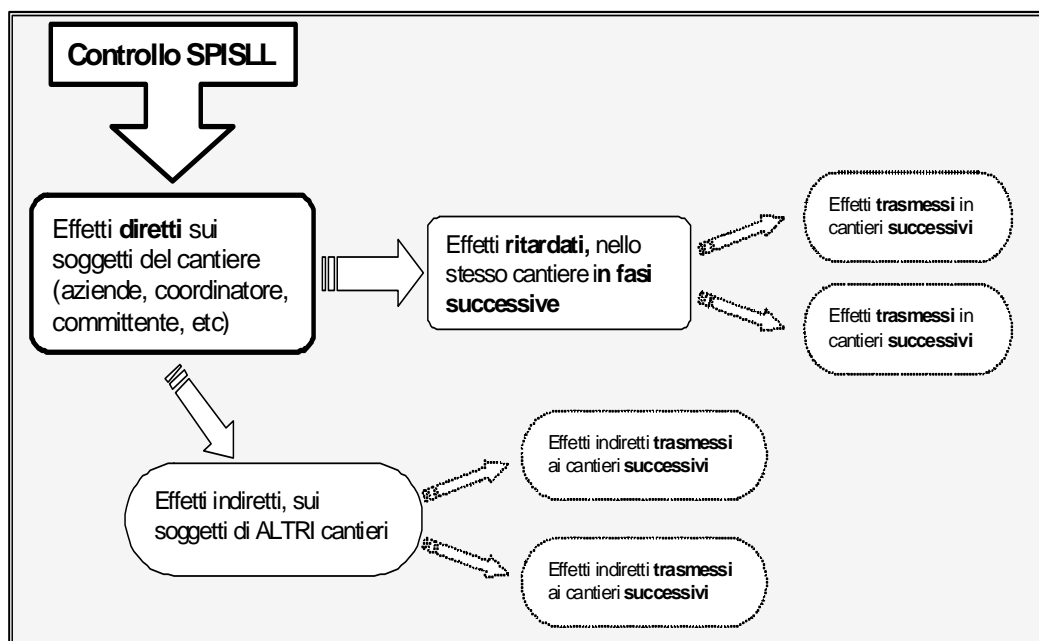 Controllo SPISLL
Effetti diretti sui
soggetti del cantiere
(aziende, coordinatore,
committente, etc)
Effetti ritardati, nello
stesso cantiere in fasi
successive
Effetti trasmessi in
cantieri successivi
Effetti trasmessi in
cantieri successivi
Effetti indiretti, sui
soggetti di ALTRI cantieri
Effetti indiretti trasmessi
ai cantieri successivi
Effetti indiretti trasmessi
ai cantieri successivi